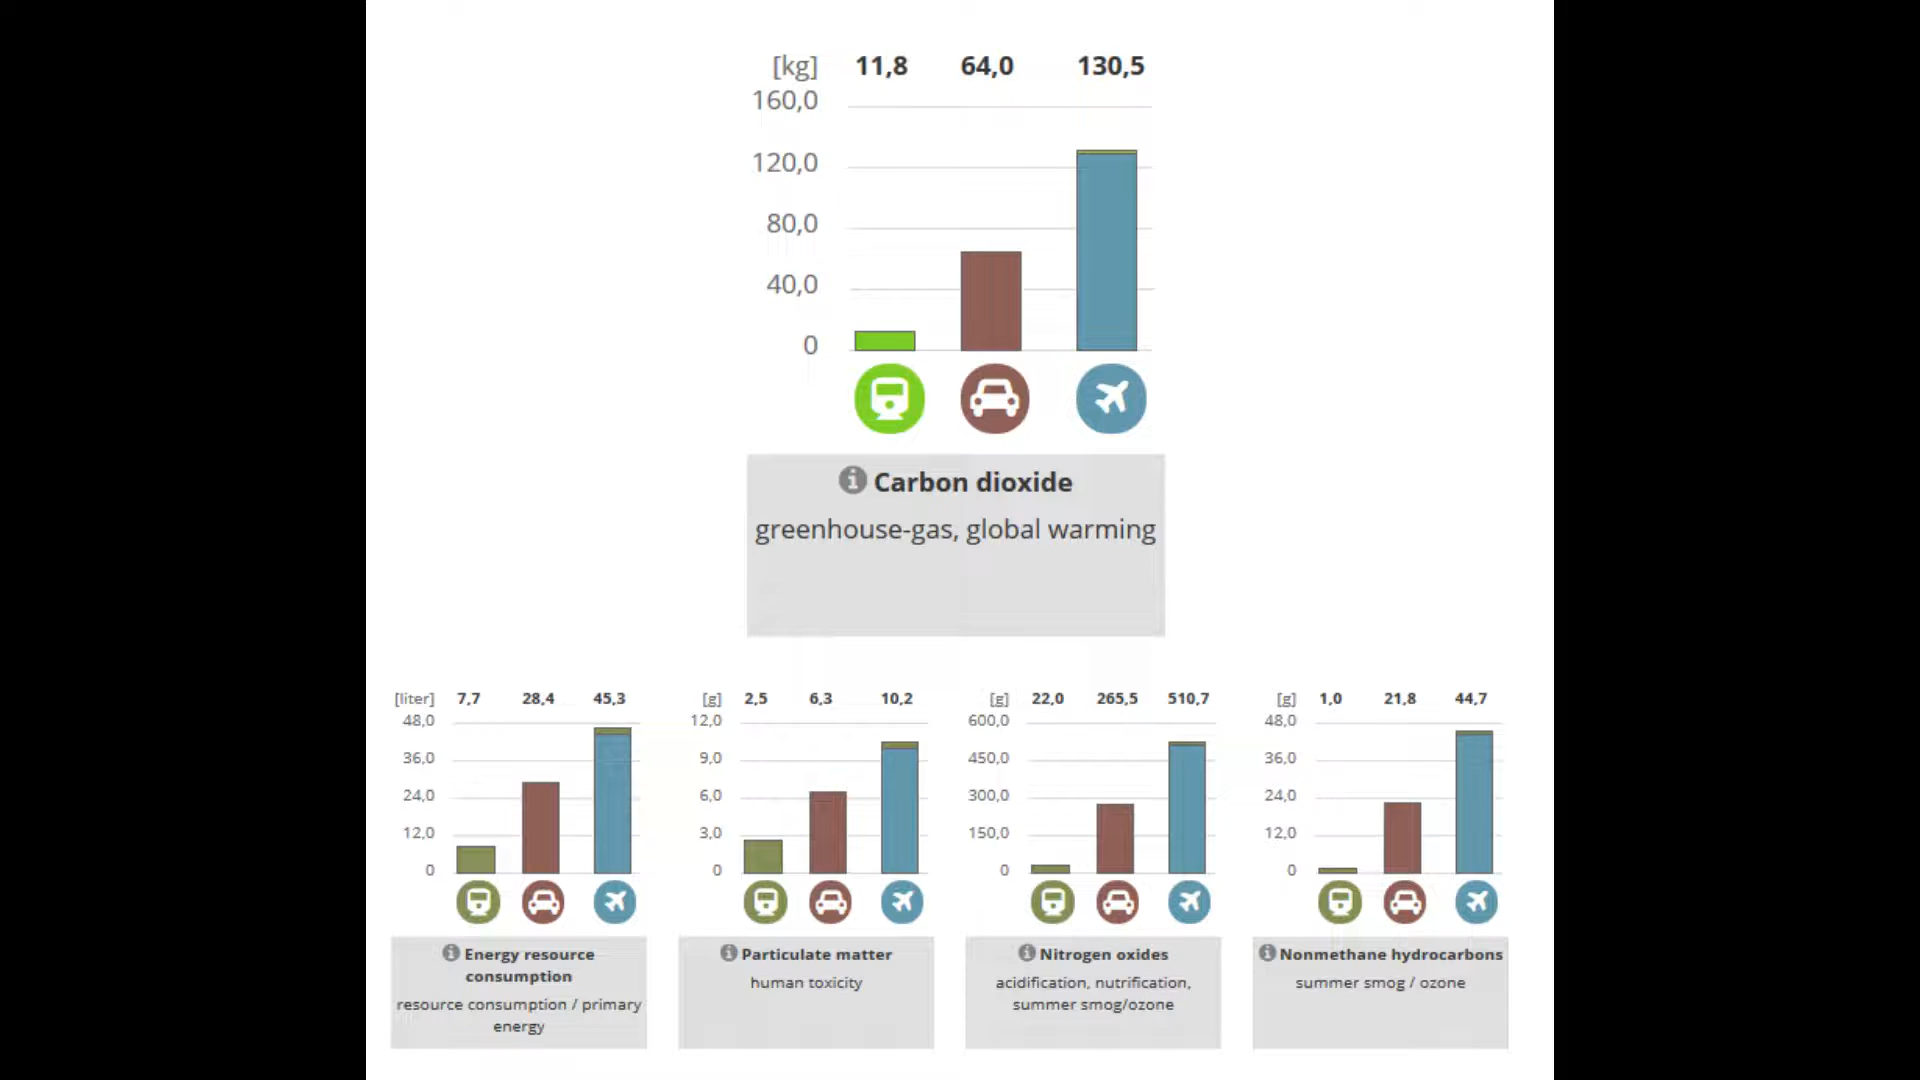 [kg] 11,8 64,0 130,5
160,0
120,0
80,0
40,0
0
Carbon dioxide
greenhouse-gas, global warming
[liter] 7,7 28,4 45,3
48,0
36,0
24,0
12,0
0
Energy resource
consumption
resource consumption / primary
energy
[g] 2,5 6,3 10,2
12,0
9,0
6,0
3,0
0
Particulate matter
human toxicity
[g] 22,0 265,5 510,7
600,0
450,0
300,0
150,0
0
Nitrogen oxides
acidification, nutrification,
summer smog/ozone
[g] 1,0 21,8 44,7
48,0
36,0
24,0
12,0
0
Nonmethane hydrocarbons
summer smog / ozone